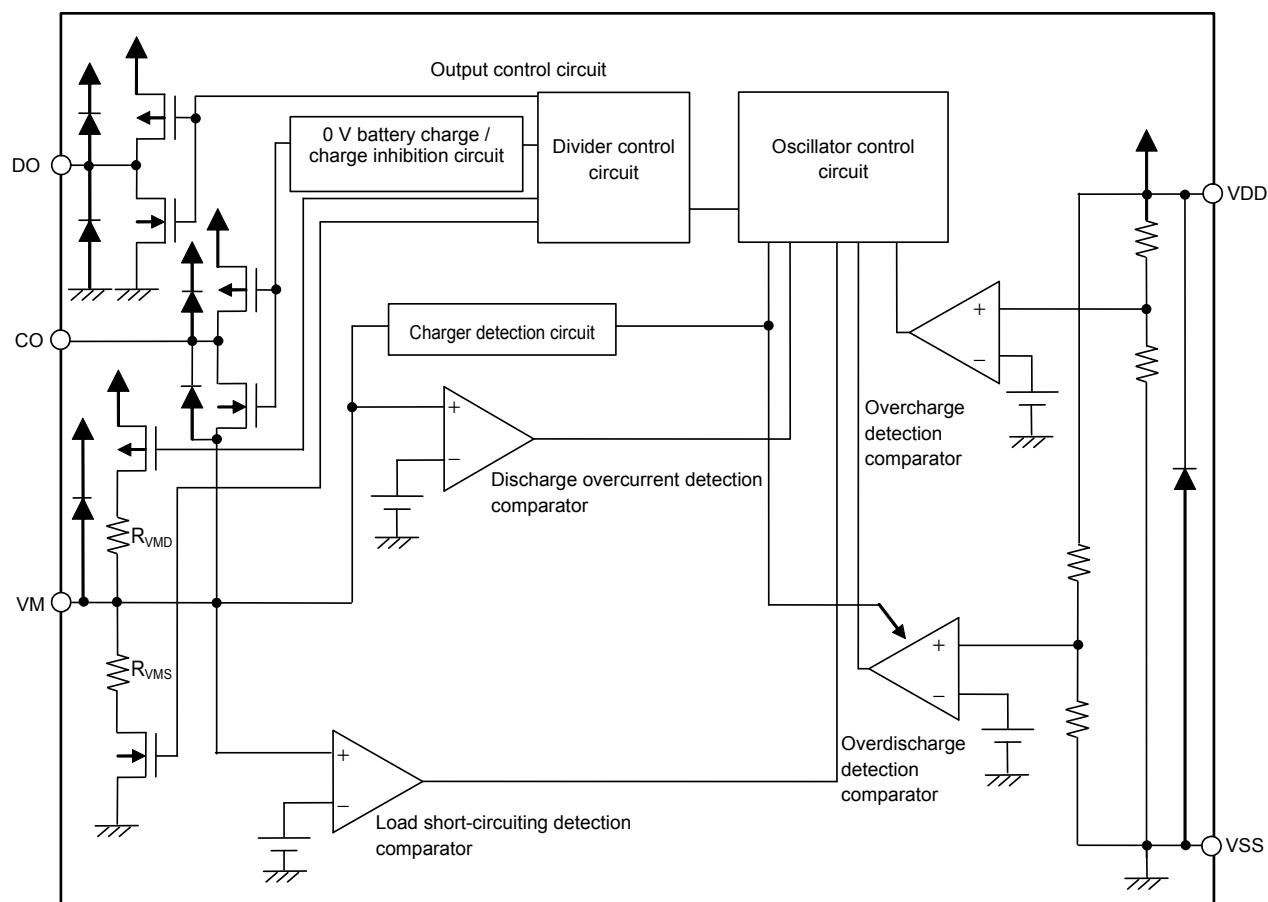 Output control circuit
0 V battery charge /
charge inhibition circuit
Divider control
circuit
Oscillator control
circuit
DO
VDD
CO
Charger detection circuit
+
−
Overcharge
detection
comparator
+
−
Discharge overcurrent detection
comparator
RVMD
VM
RVMS
+
−
Overdischarge
detection
comparator
+
−
Load short-circuiting detection
comparator
VSS